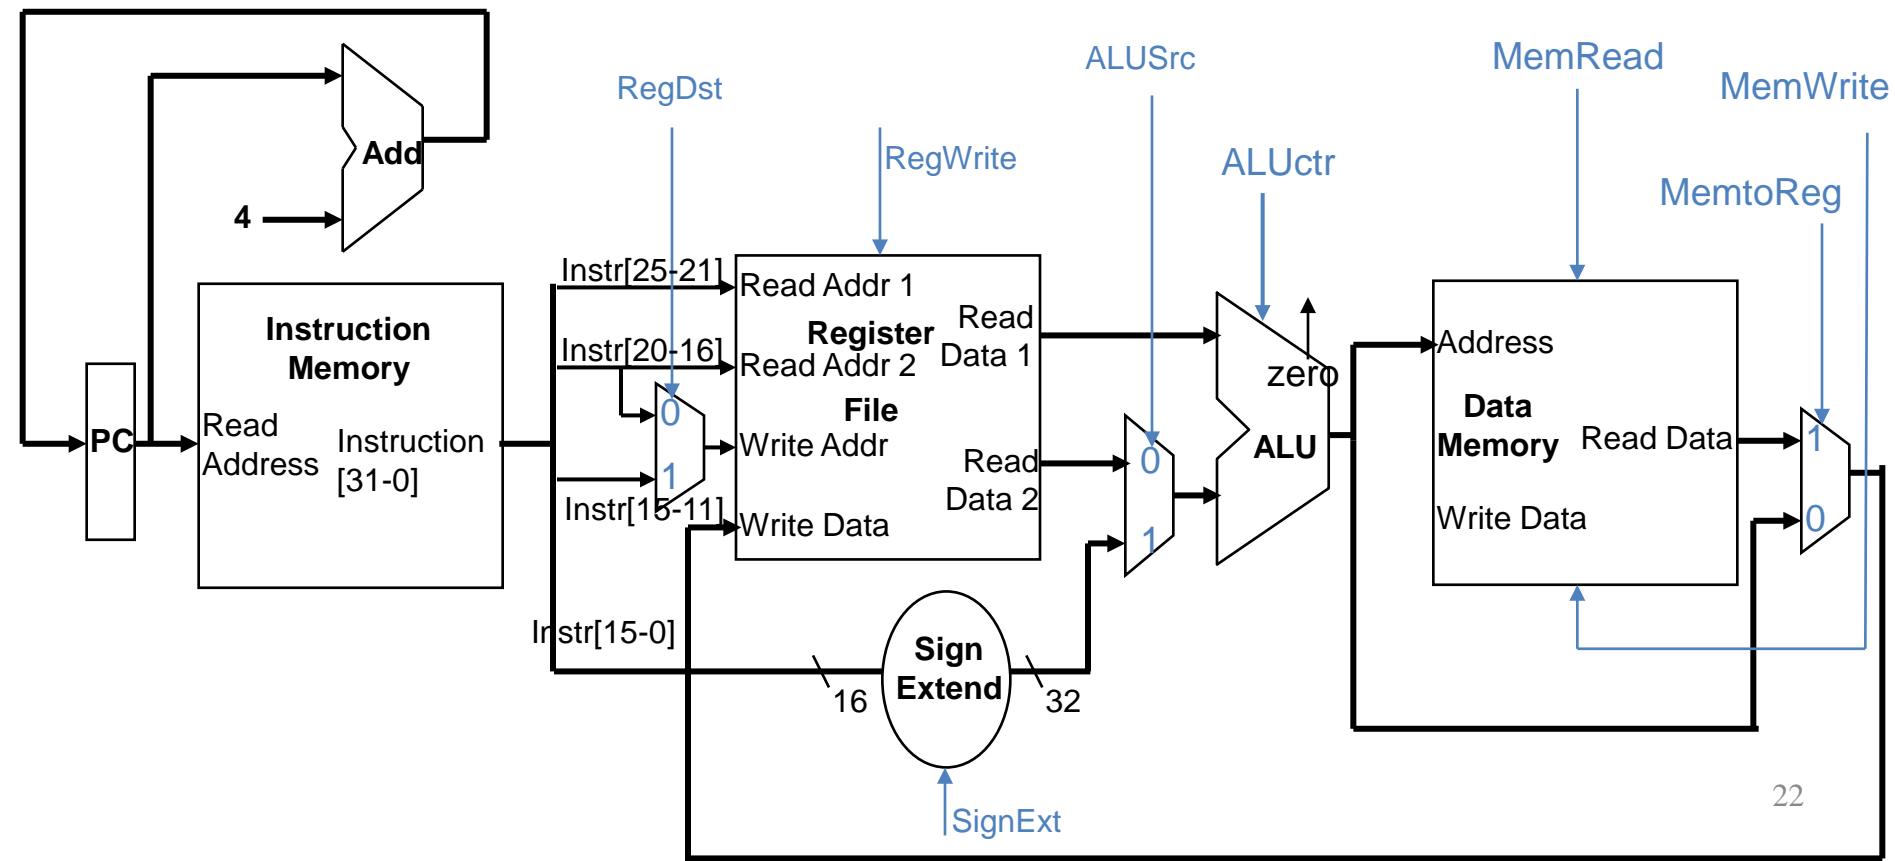 ALUSrc
MemRead
MemWrite
RegDst
RegWrite
ALUctr
MemtoReg
Add
4
Instr[25-21]
Instr[20-16]
Instr[15-11]
Instr[15-0]
PC
Instruction
Memory
Read
Address
Instruction
[31-0]
0
1
Read Addr 1
Register
Read Addr 2
File
Write Addr
Write Data
Read
Data 1
Read
Data 2
0
1
zero
ALU
Address
Data
Memory
Read Data
Write Data
1
0
Sign
Extend
16
32
SignExt
22